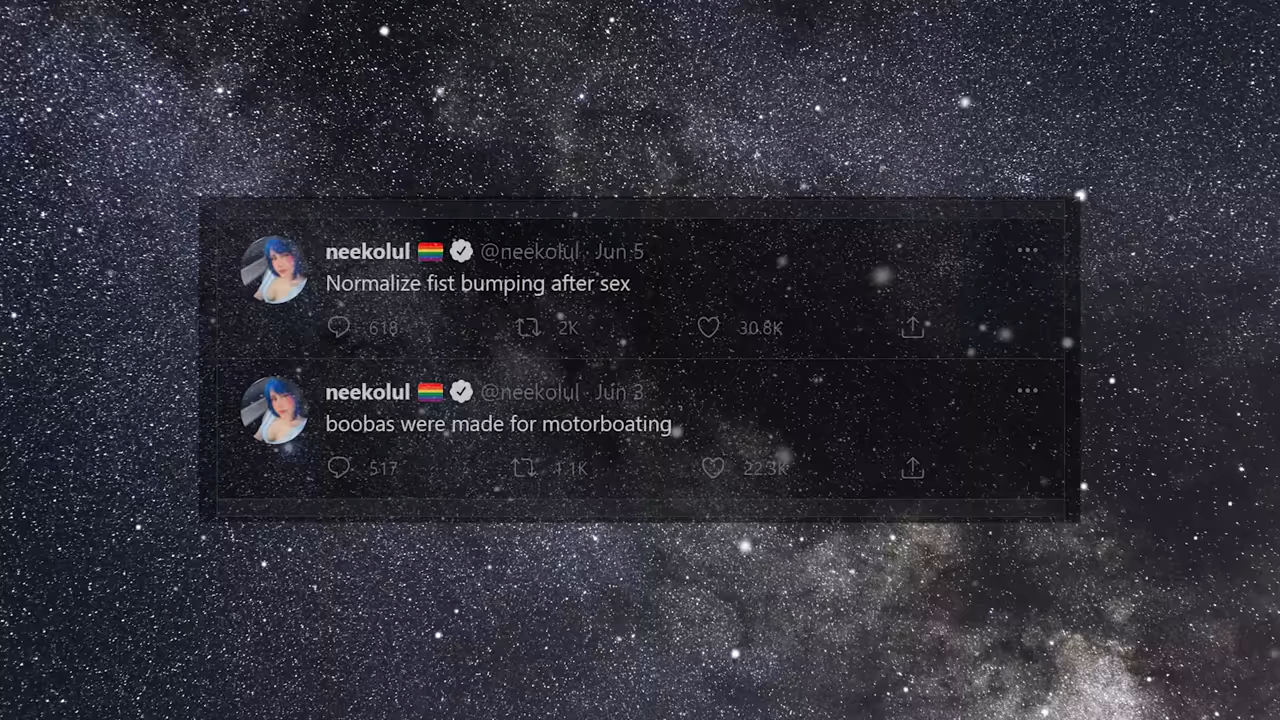 neekolul 🏳️‍🌈 @neekolul · Jun 5
Normalize fist bumping after sex
618 2K 30.8K
neekolul 🏳️‍🌈 @neekolul · Jun 3
boobas were made for motorboating
517 1.1K 22.3K